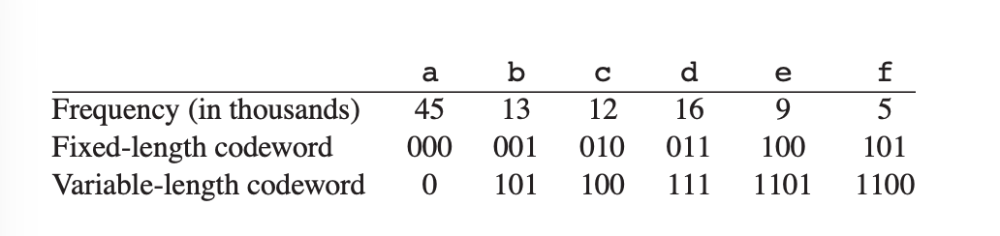 a b c d e f
Frequency (in thousands) 45 13 12 16 9 5
Fixed-length codeword 000 001 010 011 100 101
Variable-length codeword 0 101 100 111 1101 1100